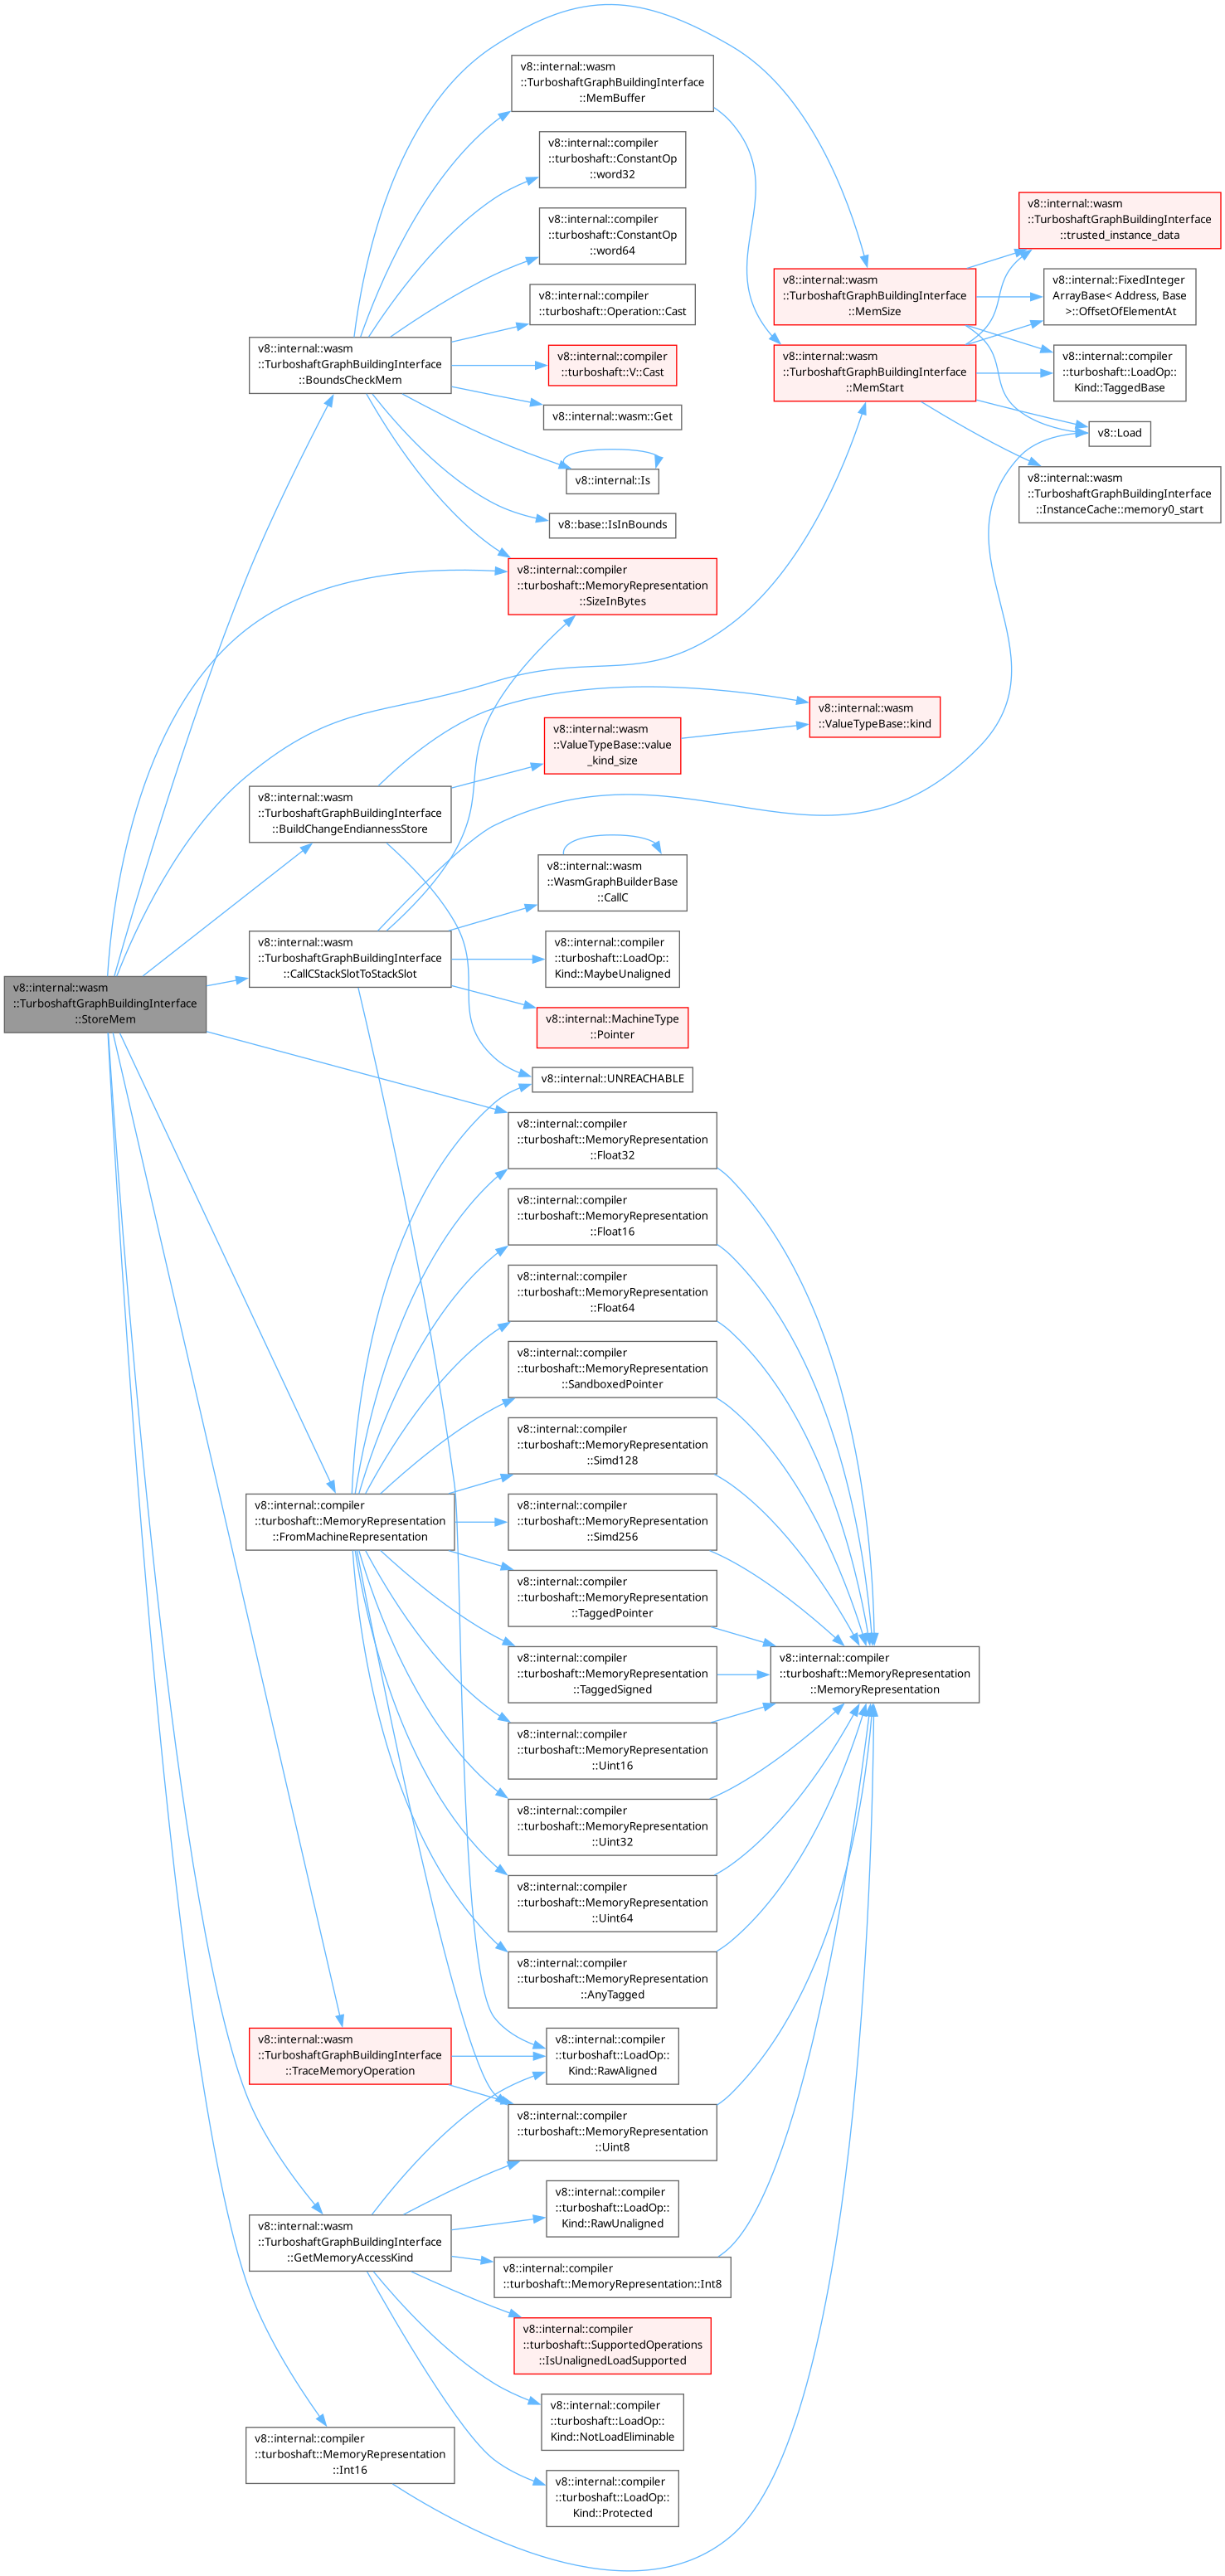 v8::internal::wasm
::TurboshaftGraphBuildingInterface
::StoreMem
v8::internal::wasm
::TurboshaftGraphBuildingInterface
::BoundsCheckMem
v8::internal::wasm
::TurboshaftGraphBuildingInterface
::BuildChangeEndiannessStore
v8::internal::wasm
::TurboshaftGraphBuildingInterface
::CallCStackSlotToStackSlot
v8::internal::compiler
::turboshaft::MemoryRepresentation
::FromMachineRepresentation
v8::internal::wasm
::TurboshaftGraphBuildingInterface
::TraceMemoryOperation
v8::internal::wasm
::TurboshaftGraphBuildingInterface
::GetMemoryAccessKind
v8::internal::compiler
::turboshaft::MemoryRepresentation
::Int16
v8::internal::wasm
::TurboshaftGraphBuildingInterface
::MemBuffer
v8::internal::compiler
::turboshaft::ConstantOp
::word32
v8::internal::compiler
::turboshaft::ConstantOp
::word64
v8::internal::compiler
::turboshaft::Operation::Cast
v8::internal::compiler
::turboshaft::V::Cast
v8::internal::wasm::Get
v8::internal::Is
v8::base::IsInBounds
v8::internal::compiler
::turboshaft::MemoryRepresentation
::SizeInBytes
v8::internal::wasm
::ValueTypeBase::value
_kind_size
v8::internal::wasm
::WasmGraphBuilderBase
::CallC
v8::internal::compiler
::turboshaft::LoadOp::
Kind::MaybeUnaligned
v8::internal::MachineType
::Pointer
v8::internal::UNREACHABLE
v8::internal::compiler
::turboshaft::MemoryRepresentation
::Float32
v8::internal::compiler
::turboshaft::MemoryRepresentation
::Float16
v8::internal::compiler
::turboshaft::MemoryRepresentation
::Float64
v8::internal::compiler
::turboshaft::MemoryRepresentation
::SandboxedPointer
v8::internal::compiler
::turboshaft::MemoryRepresentation
::Simd128
v8::internal::compiler
::turboshaft::MemoryRepresentation
::Simd256
v8::internal::compiler
::turboshaft::MemoryRepresentation
::TaggedPointer
v8::internal::compiler
::turboshaft::MemoryRepresentation
::TaggedSigned
v8::internal::compiler
::turboshaft::MemoryRepresentation
::Uint16
v8::internal::compiler
::turboshaft::MemoryRepresentation
::Uint32
v8::internal::compiler
::turboshaft::MemoryRepresentation
::Uint64
v8::internal::compiler
::turboshaft::MemoryRepresentation
::AnyTagged
v8::internal::compiler
::turboshaft::LoadOp::
Kind::RawAligned
v8::internal::compiler
::turboshaft::MemoryRepresentation
::Uint8
v8::internal::compiler
::turboshaft::LoadOp::
Kind::RawUnaligned
v8::internal::compiler
::turboshaft::MemoryRepresentation::Int8
v8::internal::compiler
::turboshaft::SupportedOperations
::IsUnalignedLoadSupported
v8::internal::compiler
::turboshaft::LoadOp::
Kind::NotLoadEliminable
v8::internal::compiler
::turboshaft::LoadOp::
Kind::Protected
v8::internal::wasm
::TurboshaftGraphBuildingInterface
::MemSize
v8::internal::wasm
::TurboshaftGraphBuildingInterface
::MemStart
v8::internal::wasm
::ValueTypeBase::kind
v8::internal::compiler
::turboshaft::MemoryRepresentation
::MemoryRepresentation
v8::internal::wasm
::TurboshaftGraphBuildingInterface
::trusted_instance_data
v8::internal::FixedInteger
ArrayBase< Address, Base
>::OffsetOfElementAt
v8::internal::compiler
::turboshaft::LoadOp::
Kind::TaggedBase
v8::Load
v8::internal::wasm
::TurboshaftGraphBuildingInterface
::InstanceCache::memory0_start